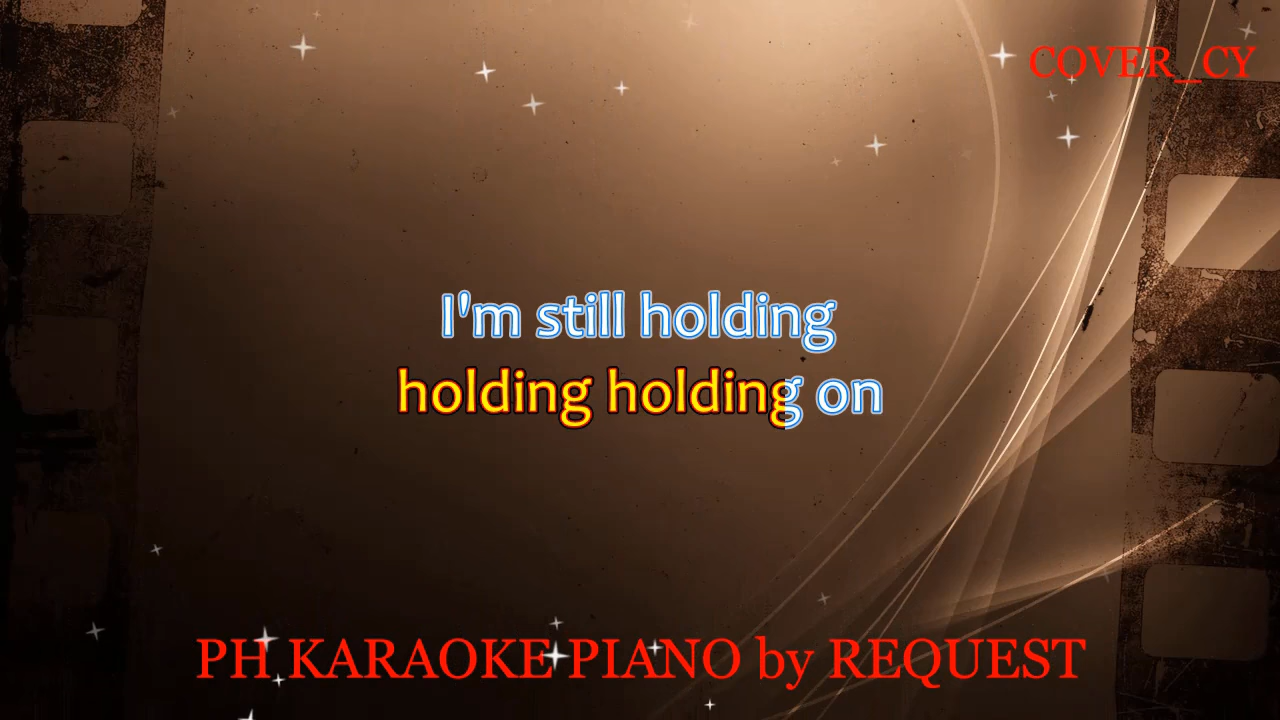 COVER_CY
I'm still holding
holding holding on
PH KARAOKE PIANO by REQUEST